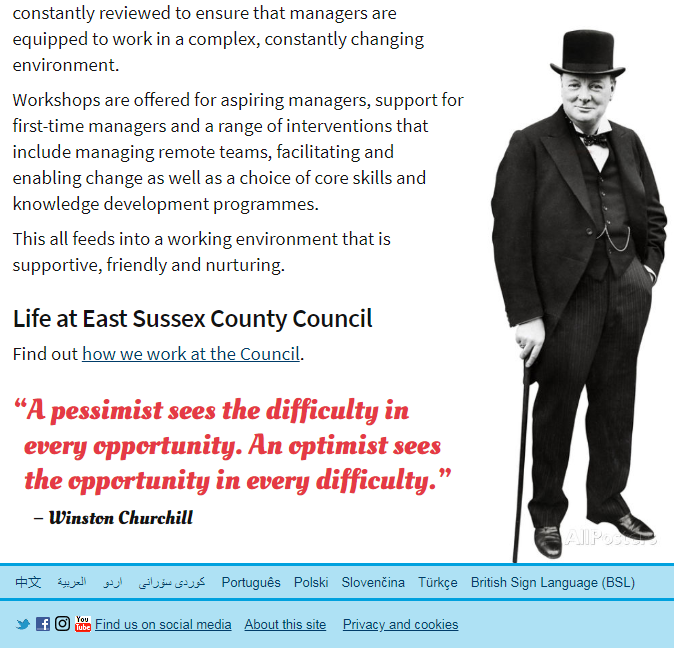 constantly reviewed to ensure that managers are
equipped to work in a complex, constantly changing
environment.
Workshops are offered for aspiring managers, support for
first-time managers and a range of interventions that
include managing remote teams, facilitating and
enabling change as well as a choice of core skills and
knowledge development programmes.
This all feeds into a working environment that is
supportive, friendly and nurturing.
Life at East Sussex County Council
Find out how we work at the Council.
“A pessimist sees the difficulty in
every opportunity. An optimist sees
the opportunity in every difficulty.”
– Winston Churchill
AllPosters
中文 العربية اردو کوردی سۆرانی Português Polski Slovenčina Türkçe British Sign Language (BSL)
You Tube Find us on social media About this site Privacy and cookies